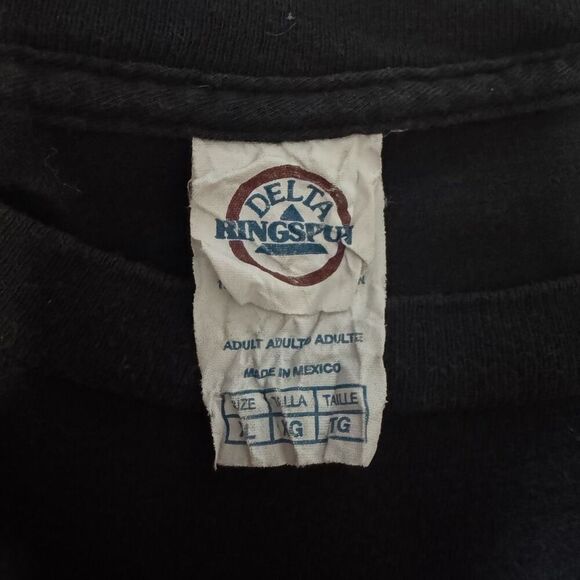 DELTA
RINGSPUN
ADULT ADULTO ADULTE
MADE IN MEXICO
SIZE TALLA TAILLE
XL XG TG